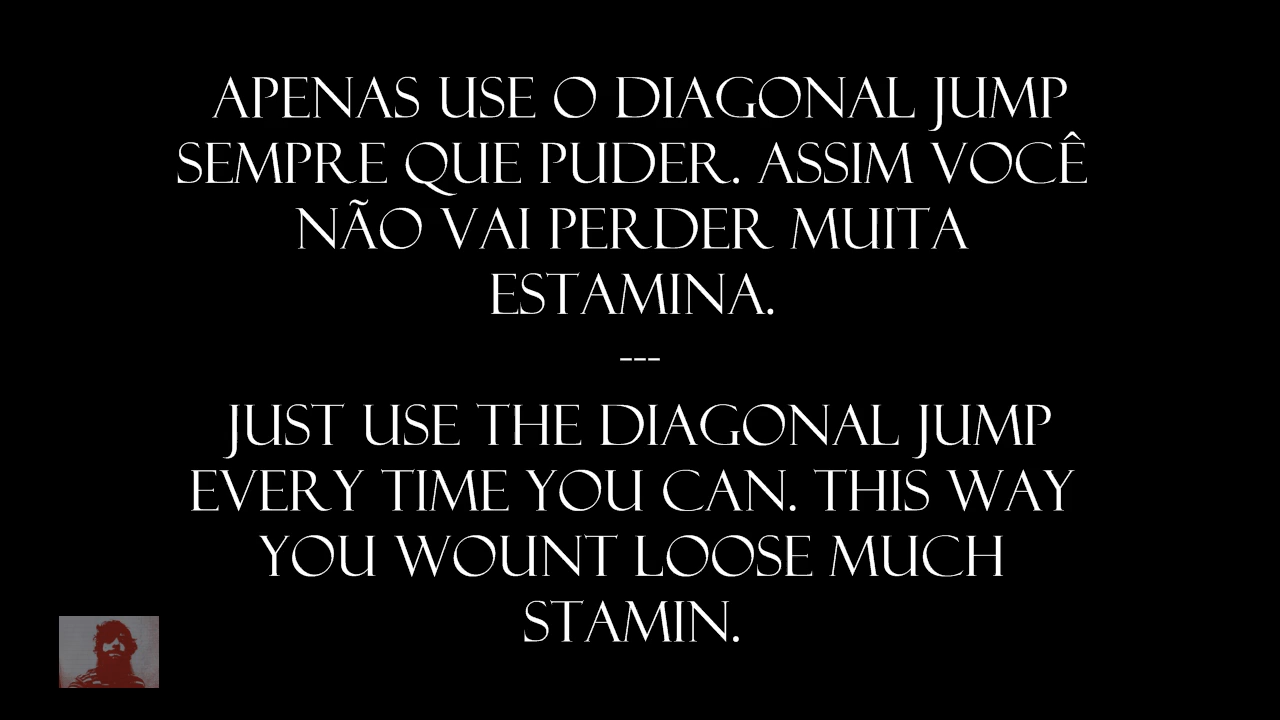 APENAS USE O DIAGONAL JUMP
SEMPRE QUE PUDER. ASSIM VOCÊ
NÃO VAI PERDER MUITA
ESTAMINA.
---
JUST USE THE DIAGONAL JUMP
EVERY TIME YOU CAN. THIS WAY
YOU WOUNT LOOSE MUCH
STAMIN.